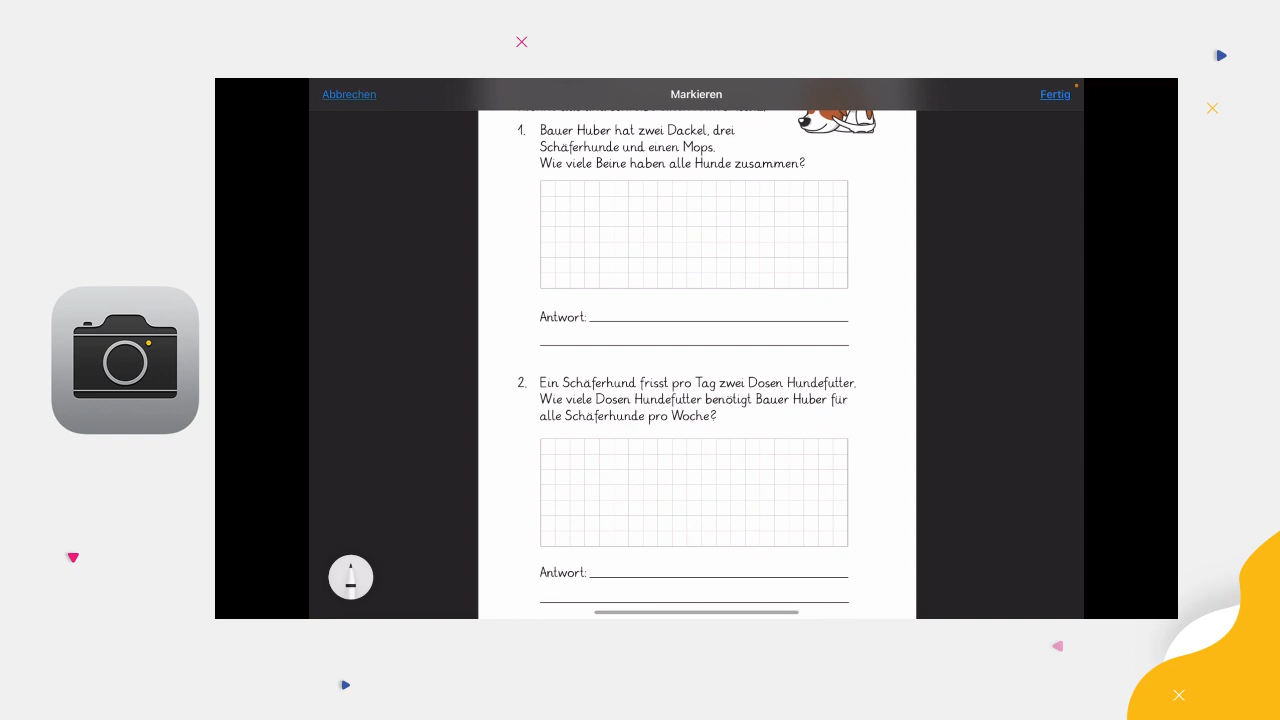 Abbrechen
Markieren
Fertig
1. Bauer Huber hat zwei Dackel, drei
Schäferhunde und einen Mops.
Wie viele Beine haben alle Hunde zusammen?
Antwort:
2. Ein Schäferhund frisst pro Tag zwei Dosen Hundefutter.
Wie viele Dosen Hundefutter benötigt Bauer Huber für
alle Schäferhunde pro Woche?
Antwort: